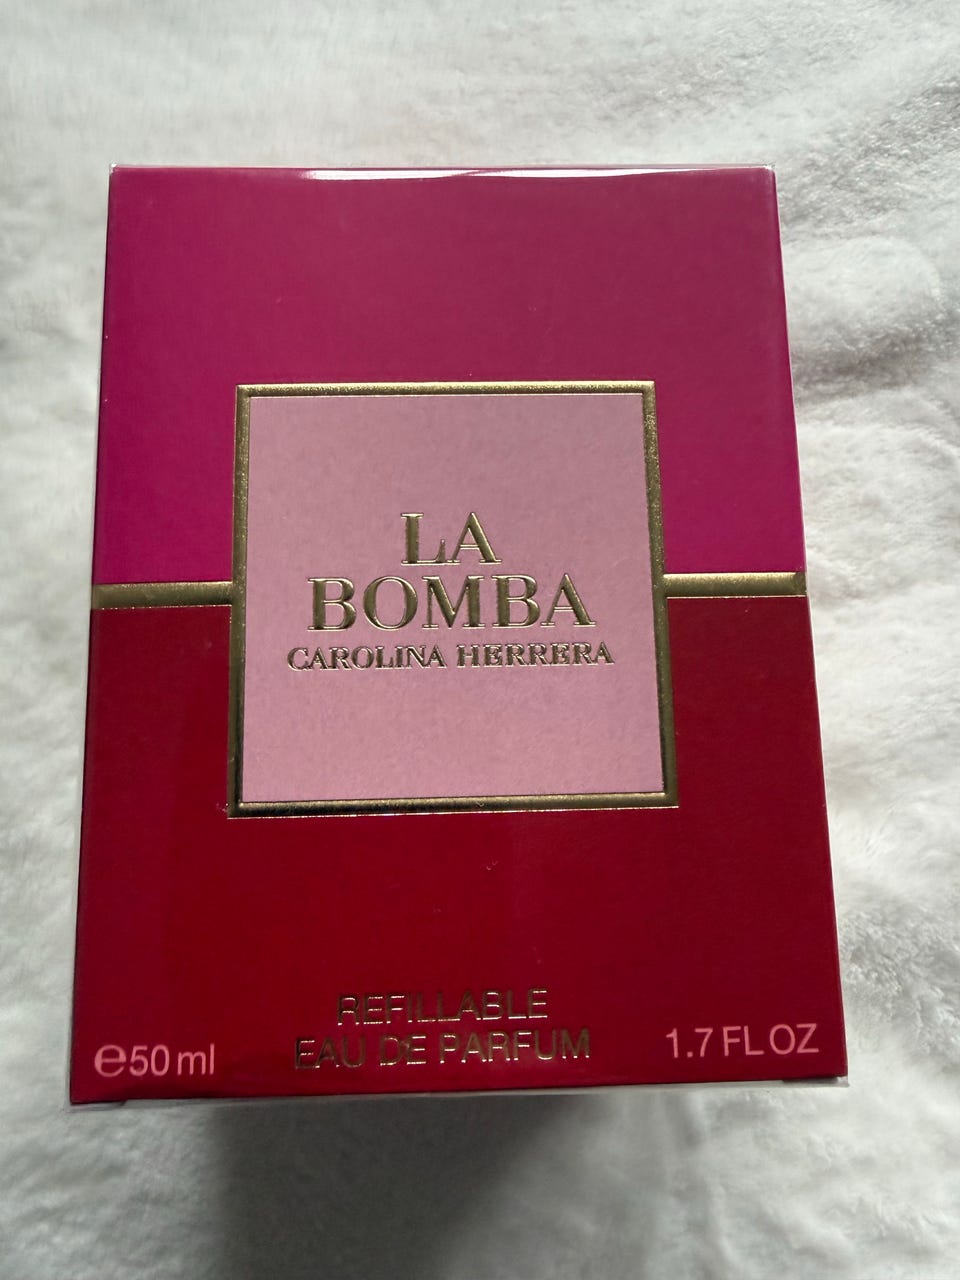 LA
BOMBA
CAROLINA HERRERA
REFILLABLE
EAU DE PARFUM
℮50 ml
1.7 FL OZ